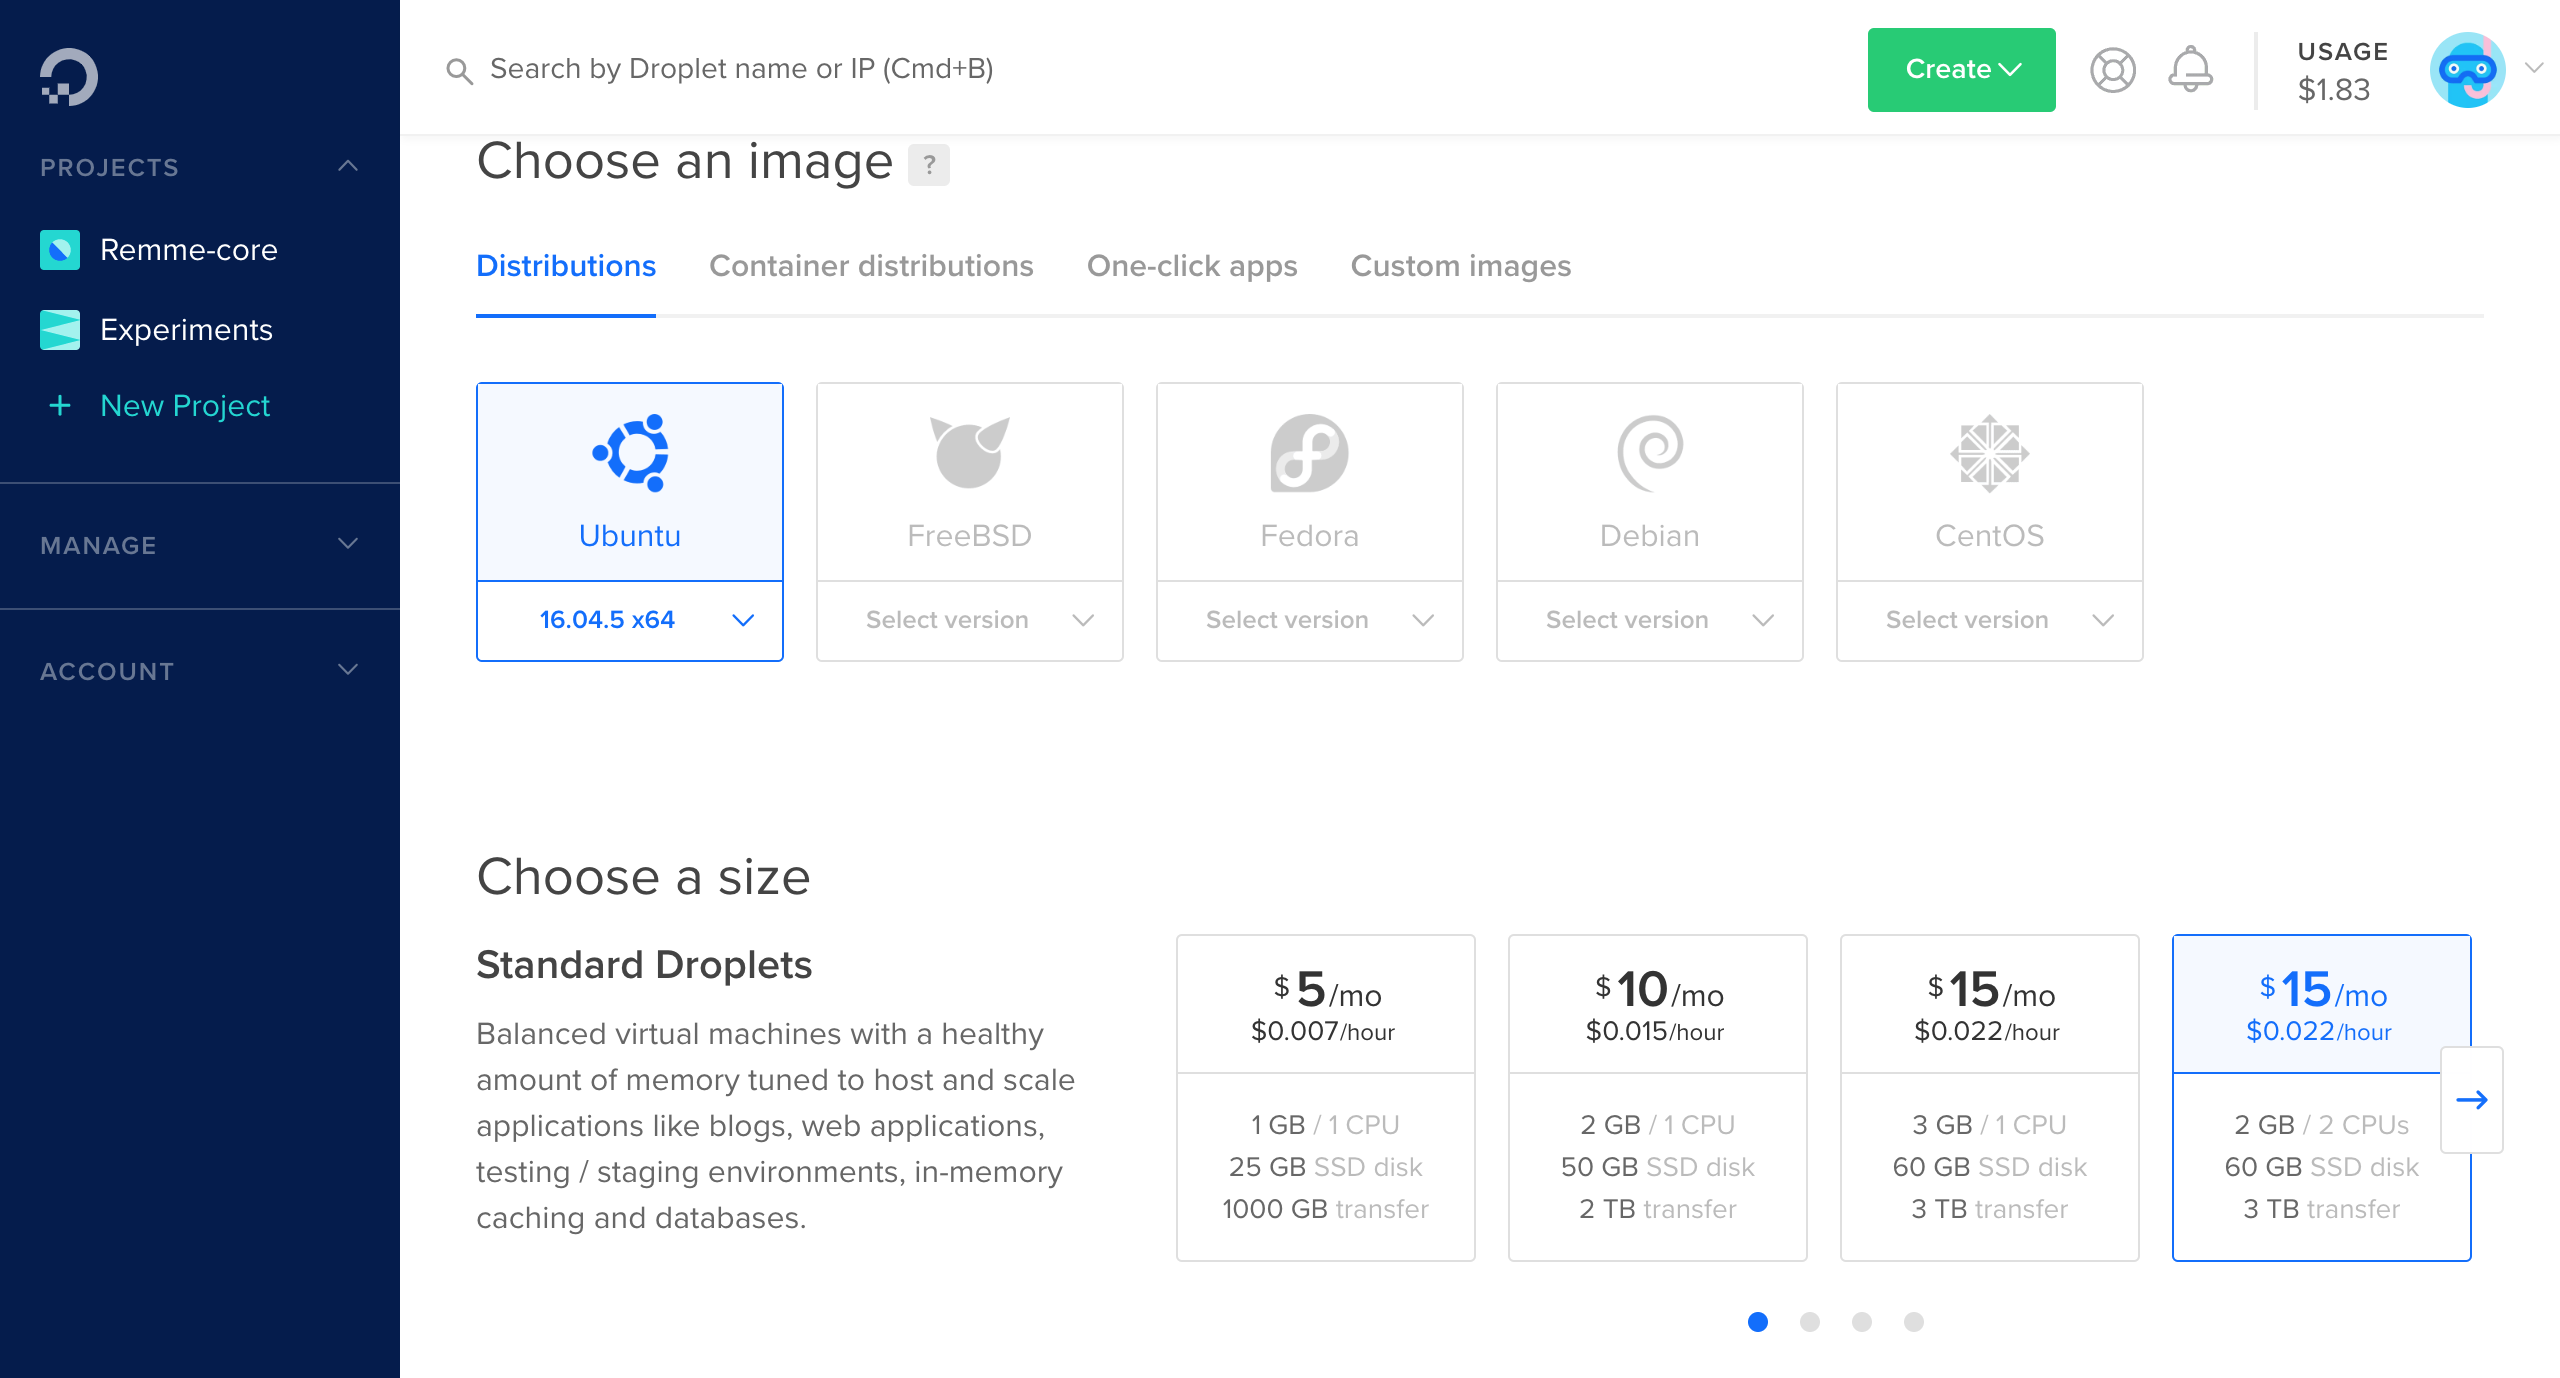 Search by Droplet name or IP (Cmd+B)
Create
USAGE
$1.83
PROJECTS
Remme-core
Experiments
+ New Project
MANAGE
ACCOUNT
Choose an image ?
Distributions Container distributions One-click apps Custom images
Ubuntu FreeBSD Fedora Debian CentOS
16.04.5 x64 Select version Select version Select version Select version
Choose a size
Standard Droplets
Balanced virtual machines with a healthy
amount of memory tuned to host and scale
applications like blogs, web applications,
testing / staging environments, in-memory
caching and databases.
$ 5/mo
$0.007/hour
1 GB / 1 CPU
25 GB SSD disk
1000 GB transfer
$ 10/mo
$0.015/hour
2 GB / 1 CPU
50 GB SSD disk
2 TB transfer
$ 15/mo
$0.022/hour
3 GB / 1 CPU
60 GB SSD disk
3 TB transfer
$ 15/mo
$0.022/hour
2 GB / 2 CPUs
60 GB SSD disk
3 TB transfer